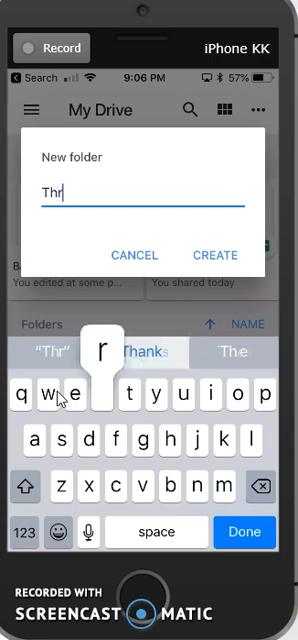 Record
iPhone KK
Search 9:06 PM 57%
My Drive
New folder
Thr
CANCEL CREATE
You edited at some p... You shared today
Folders NAME
"Thr" Thanks The
r
q w e t y u i o p
a s d f g h j k l
z x c v b n m
123 space Done
RECORDED WITH
SCREENCAST MATIC